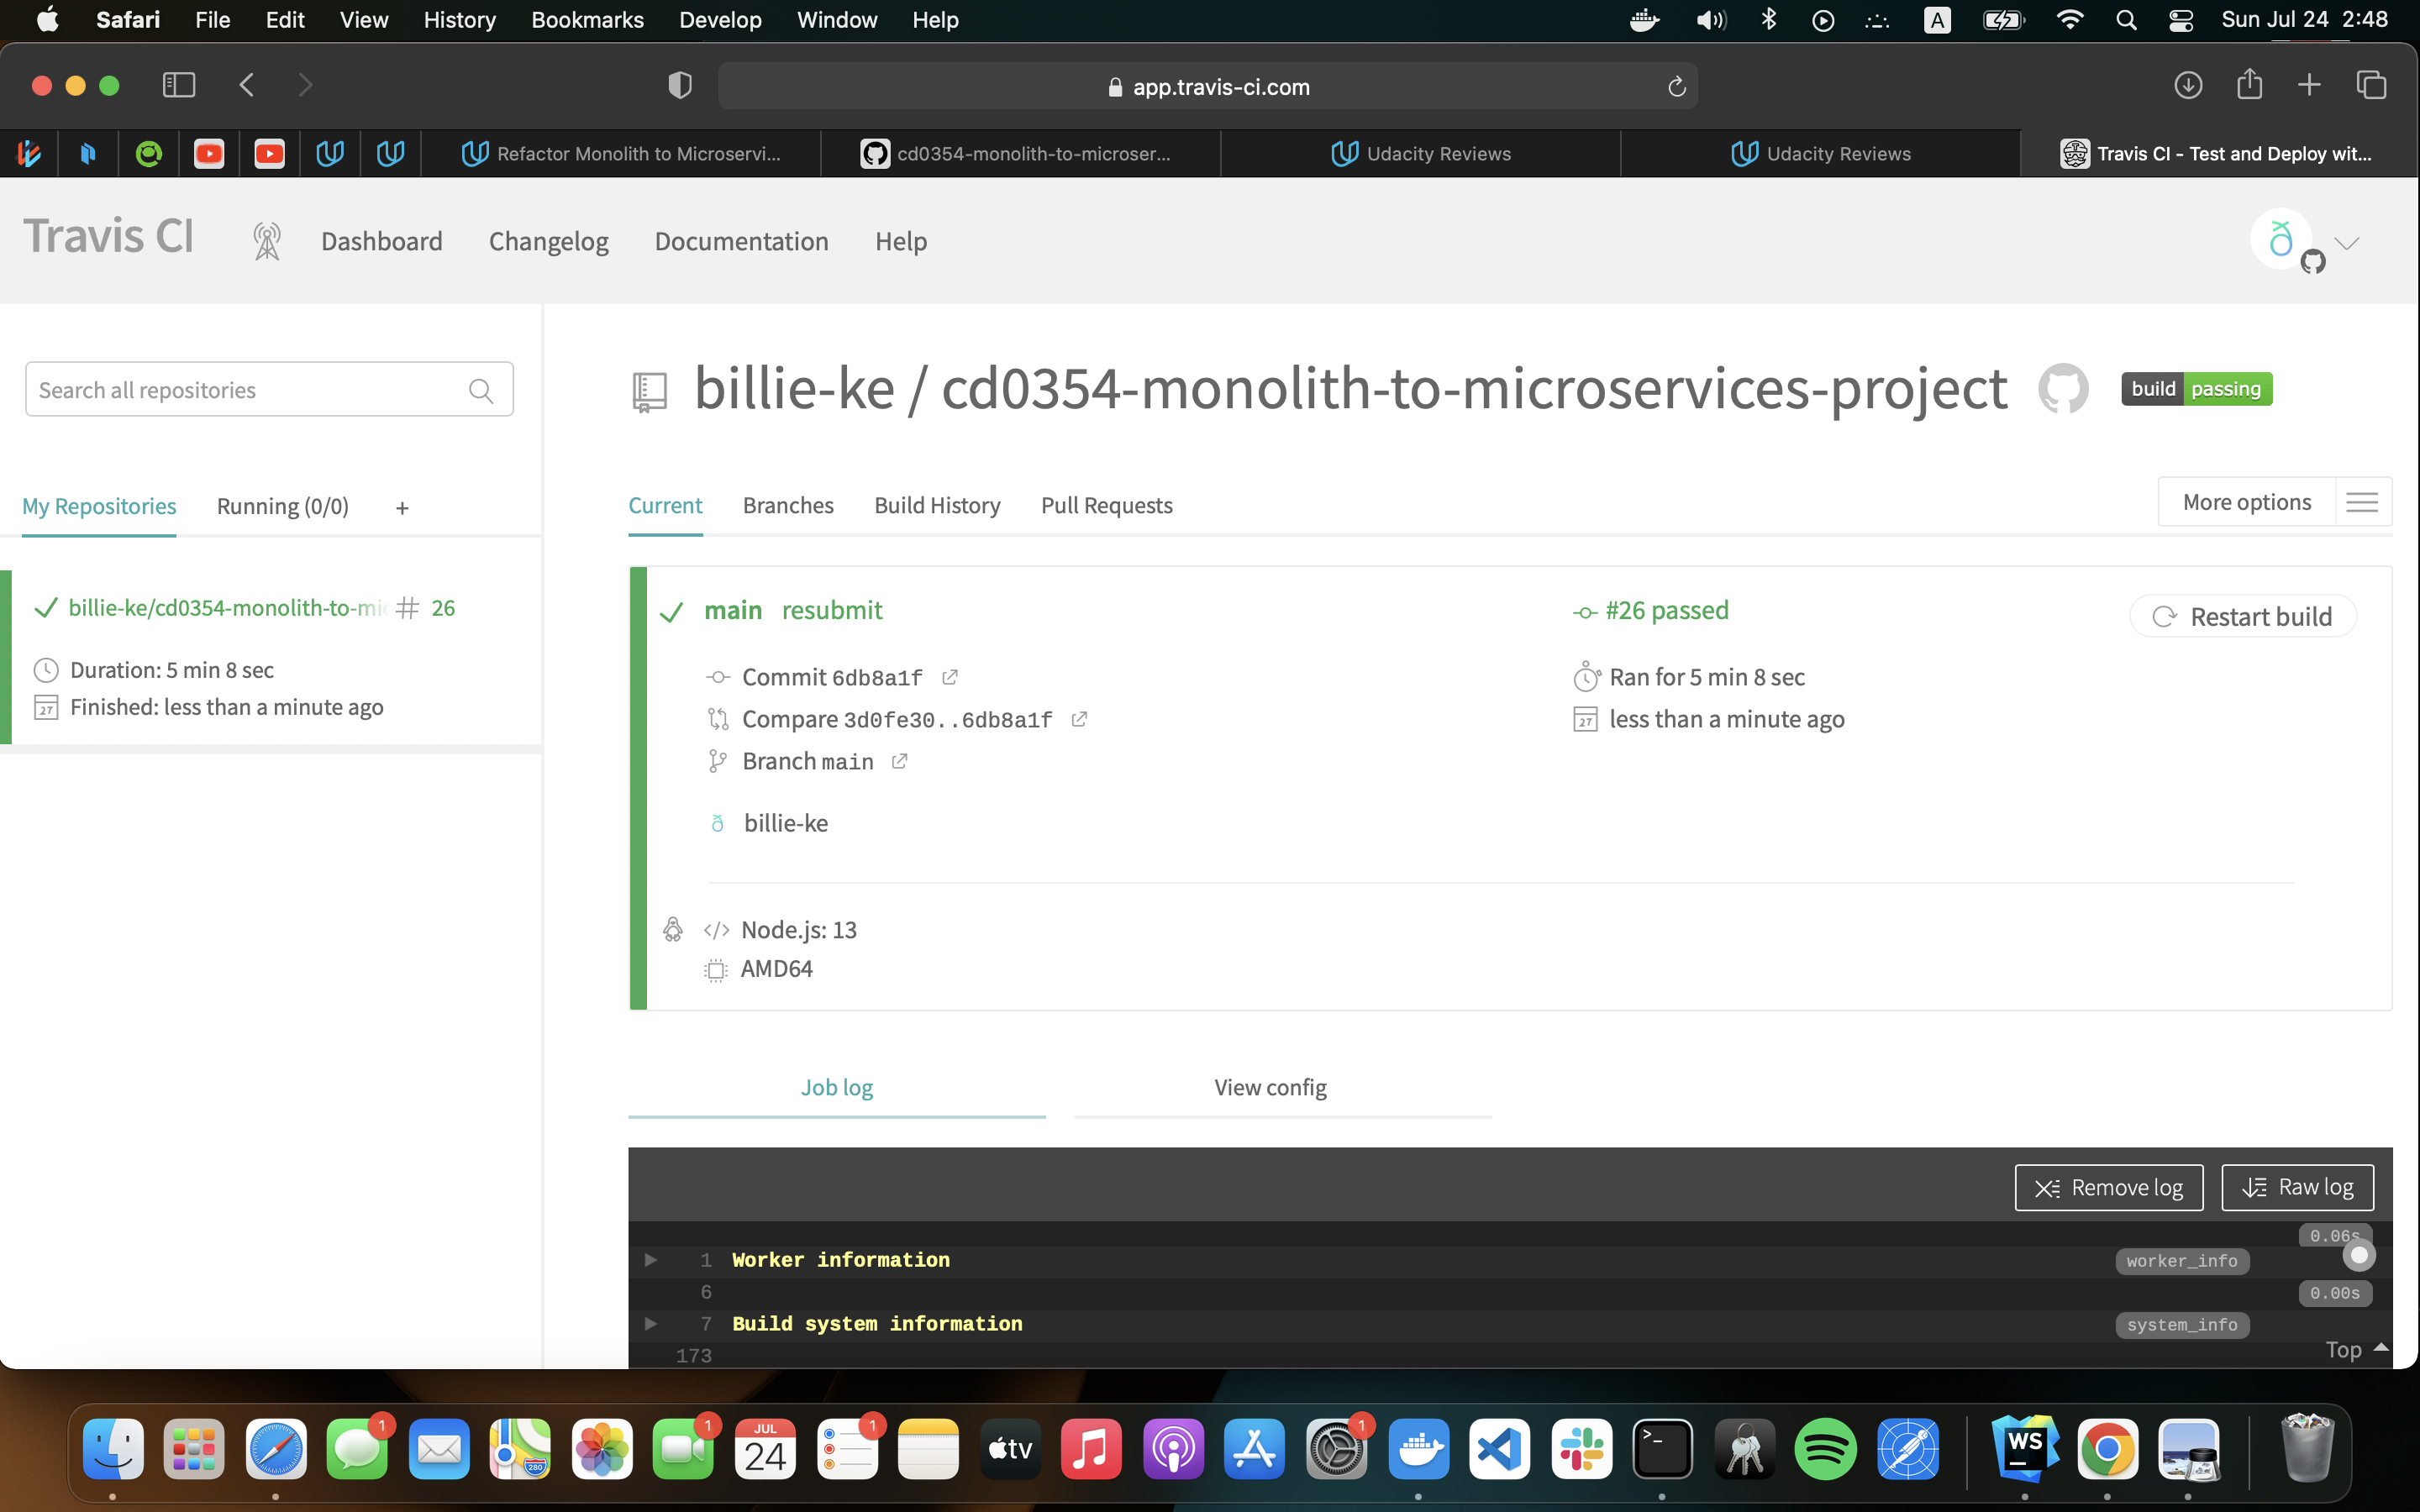 Safari File Edit View History Bookmarks Develop Window Help A Sun Jul 24 2:48
app.travis-ci.com
Refactor Monolith to Microservi... cd0354-monolith-to-microser... Udacity Reviews Udacity Reviews Travis CI - Test and Deploy wit...
Travis CI Dashboard Changelog Documentation Help
Search all repositories
billie-ke / cd0354-monolith-to-microservices-project build passing
My Repositories Running (0/0) +
Current Branches Build History Pull Requests More options
billie-ke/cd0354-monolith-to-mic # 26
Duration: 5 min 8 sec
Finished: less than a minute ago
main resubmit #26 passed Restart build
Commit 6db8a1f Ran for 5 min 8 sec
Compare 3d0fe30..6db8a1f less than a minute ago
Branch main
billie-ke
</> Node.js: 13
AMD64
Job log View config
Remove log Raw log
0.06s
1 Worker information worker_info
6 0.00s
7 Build system information system_info
173 Top
1 1 JUL 24 1 tv 1 280 >_ WS